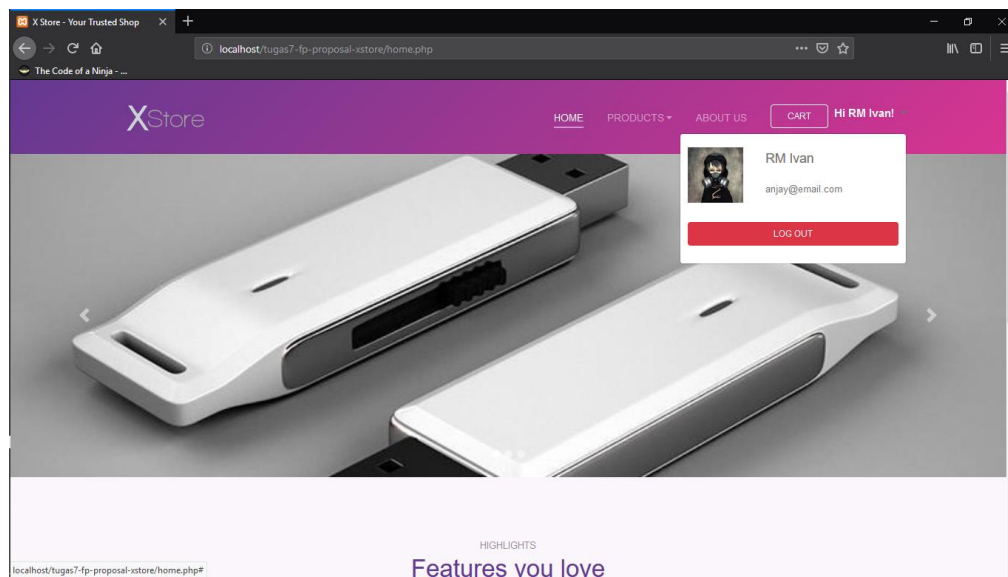 X Store - Your Trusted Shop
localhost/tugas7-fp-proposal-xstore/home.php
The Code of a Ninja - ...
XStore
HOME PRODUCTS ABOUT US CART Hi RM Ivan!
RM Ivan
anjay@email.com
LOG OUT
HIGHLIGHTS
Features you love
localhost/tugas7-fp-proposal-xstore/home.php#